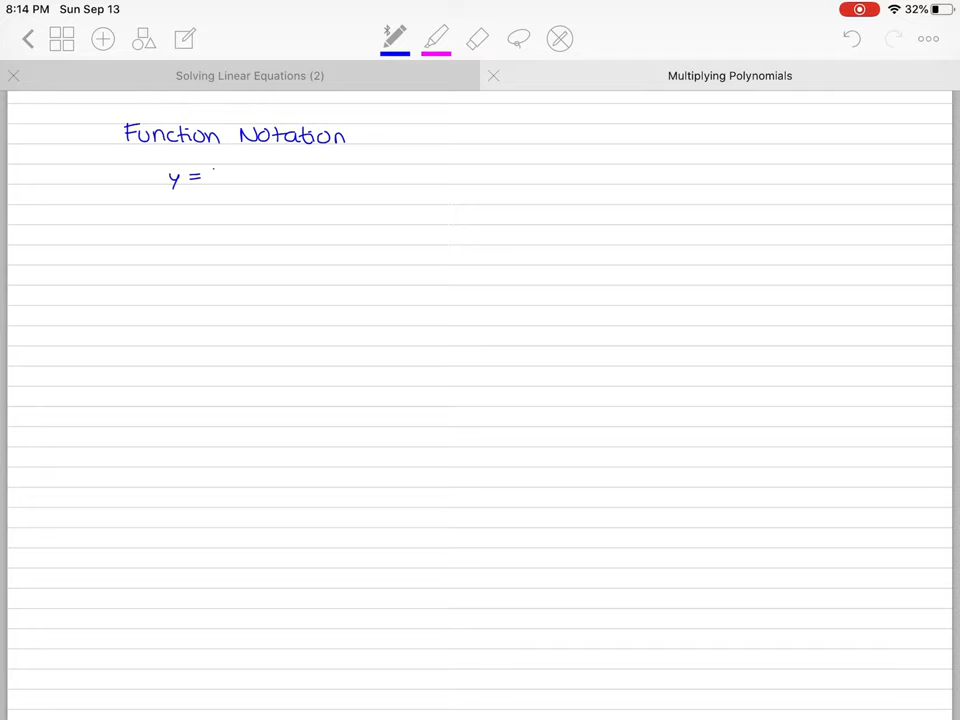 8:14 PM Sun Sep 13 32%
Solving Linear Equations (2) Multiplying Polynomials
Function Notation
y =